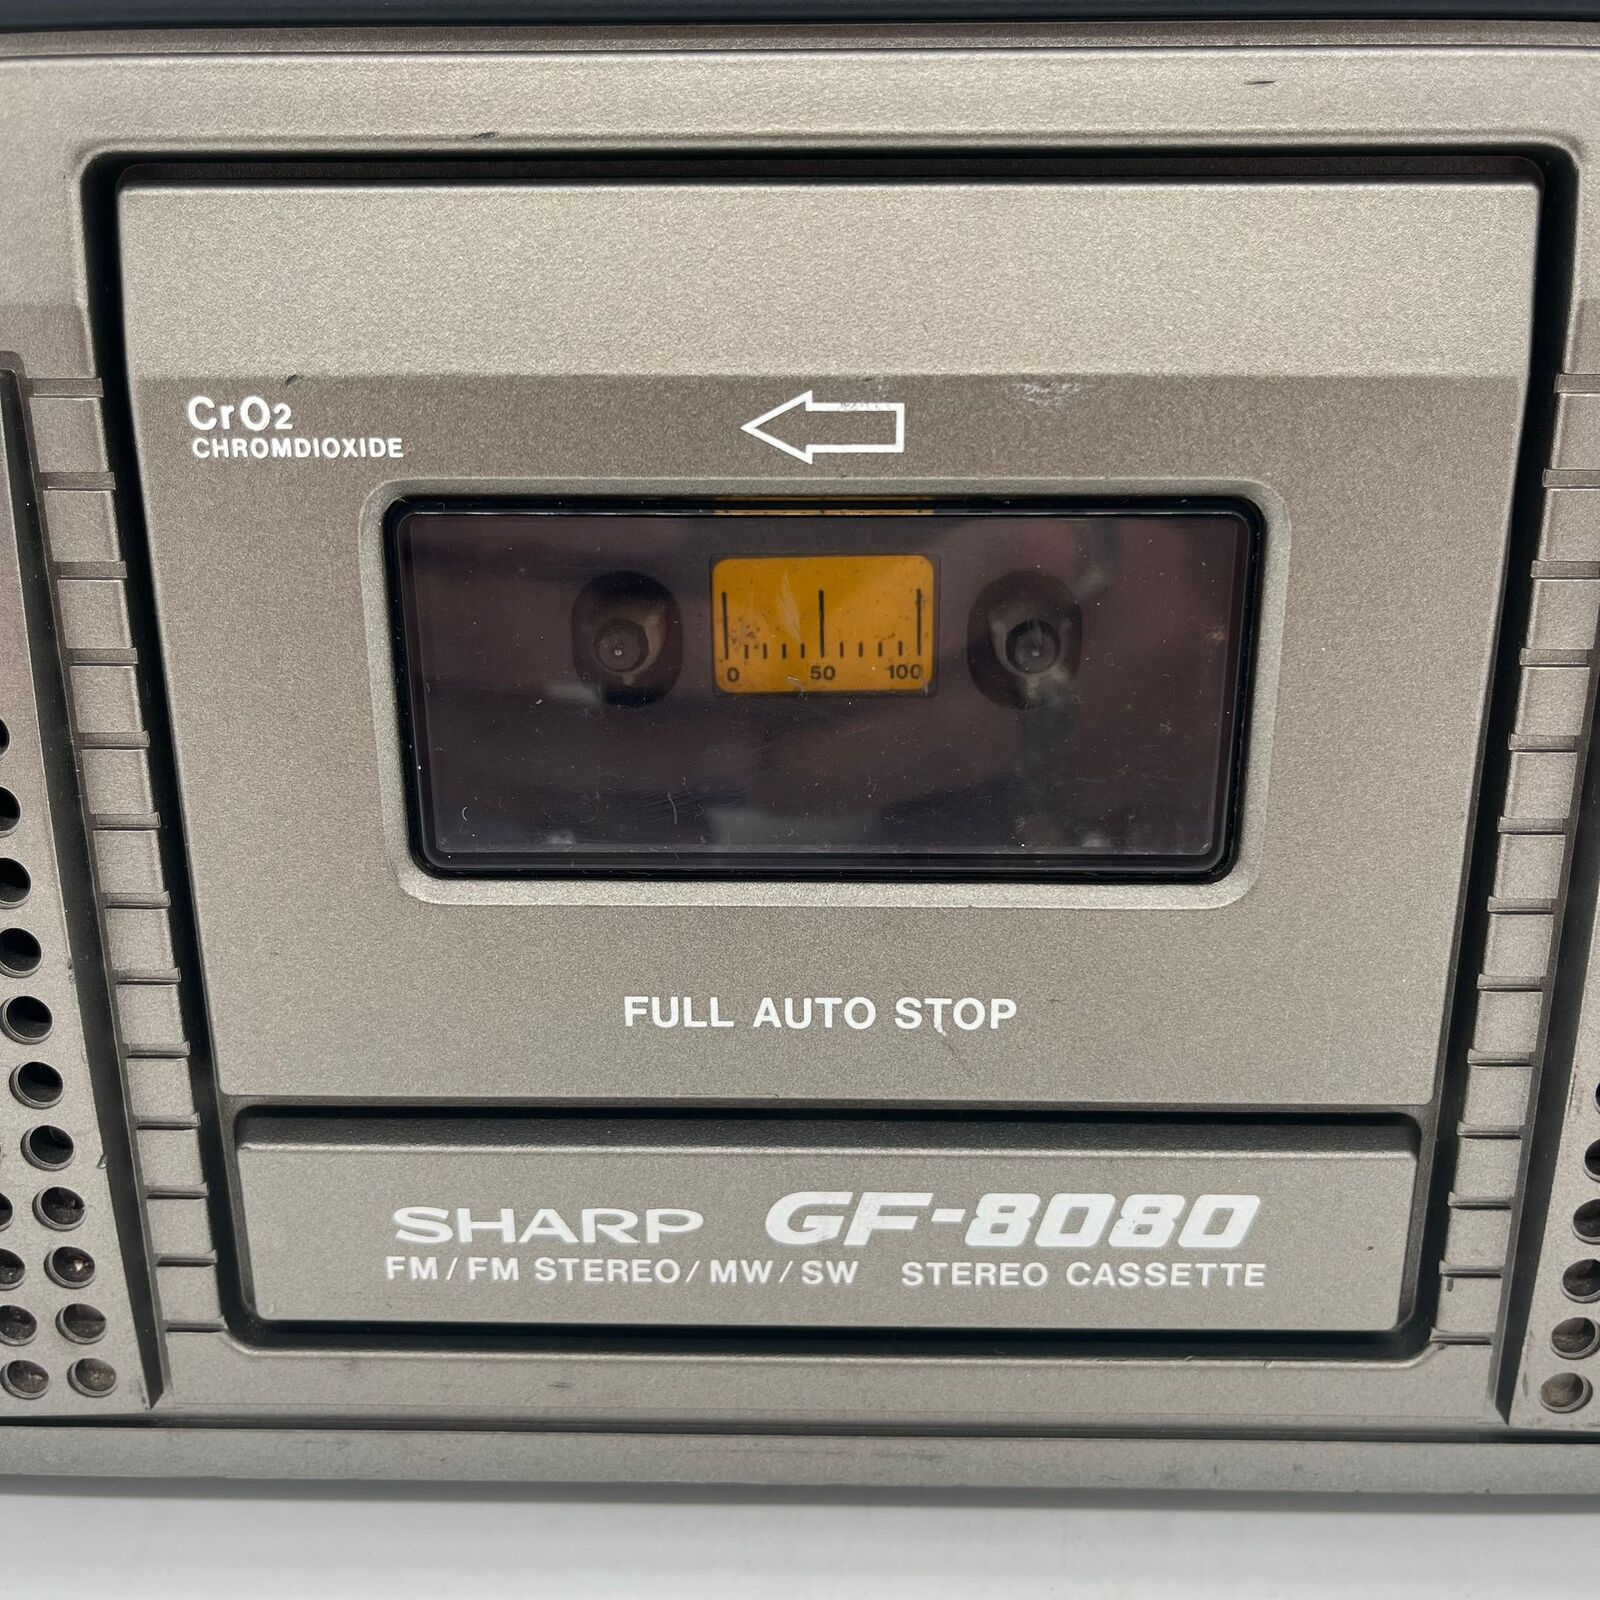 CrO2
CHROMDIOXIDE
0 50 100
FULL AUTO STOP
SHARP GF-8080
FM/FM STEREO/MW/SW STEREO CASSETTE